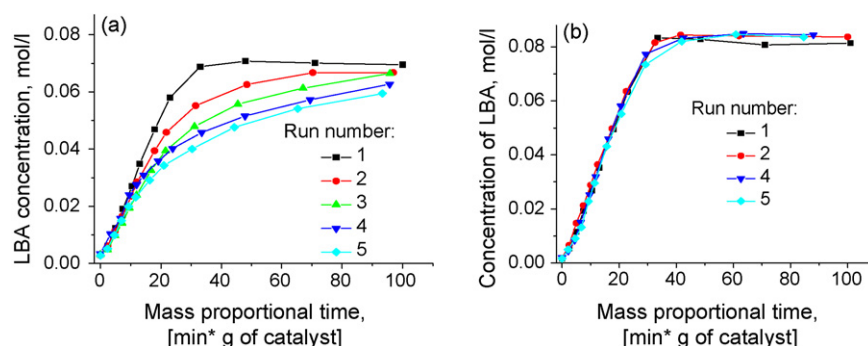 (a)
LBA concentration, mol/l
0.08
0.06
0.04
0.02
0.00
Run number:
1
2
3
4
5
0 20 40 60 80 100
Mass proportional time,
[min* g of catalyst]
(b)
Concentration of LBA, mol/l
0.08
0.06
0.04
0.02
0.00
Run number:
1
2
4
5
0 20 40 60 80 100
Mass proportional time,
[min* g of catalyst]